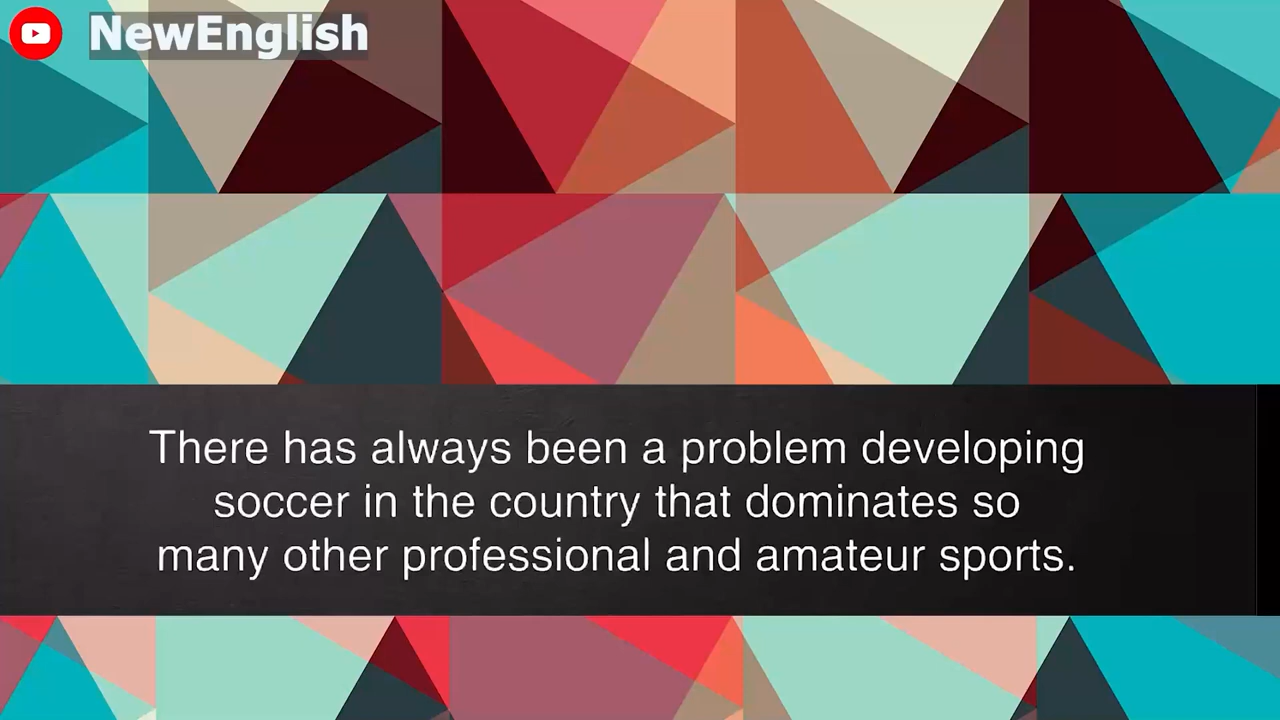 NewEnglish
There has always been a problem developing
soccer in the country that dominates so
many other professional and amateur sports.